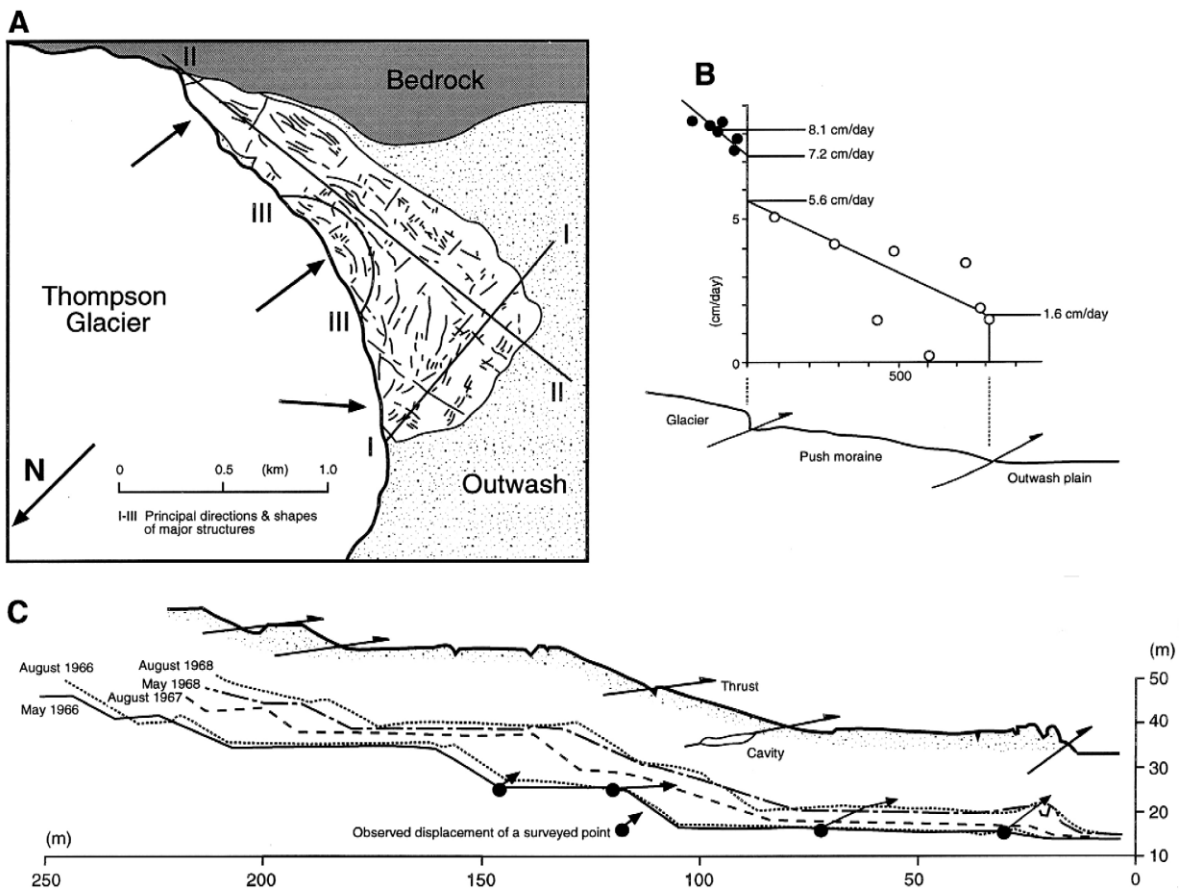 A
II
Bedrock
III
I
Thompson
Glacier
III
II
I
N
0 0.5 (km) 1.0
Outwash
I-III Principal directions & shapes
of major structures
B
8.1 cm/day
7.2 cm/day
5.6 cm/day
5
(cm/day)
1.6 cm/day
0
500
Glacier
Push moraine
Outwash plain
C
(m)
August 1966
August 1968
May 1968
August 1967
May 1966
Thrust
Cavity
50
40
30
20
10
Observed displacement of a surveyed point
(m)
250 200 150 100 50 0